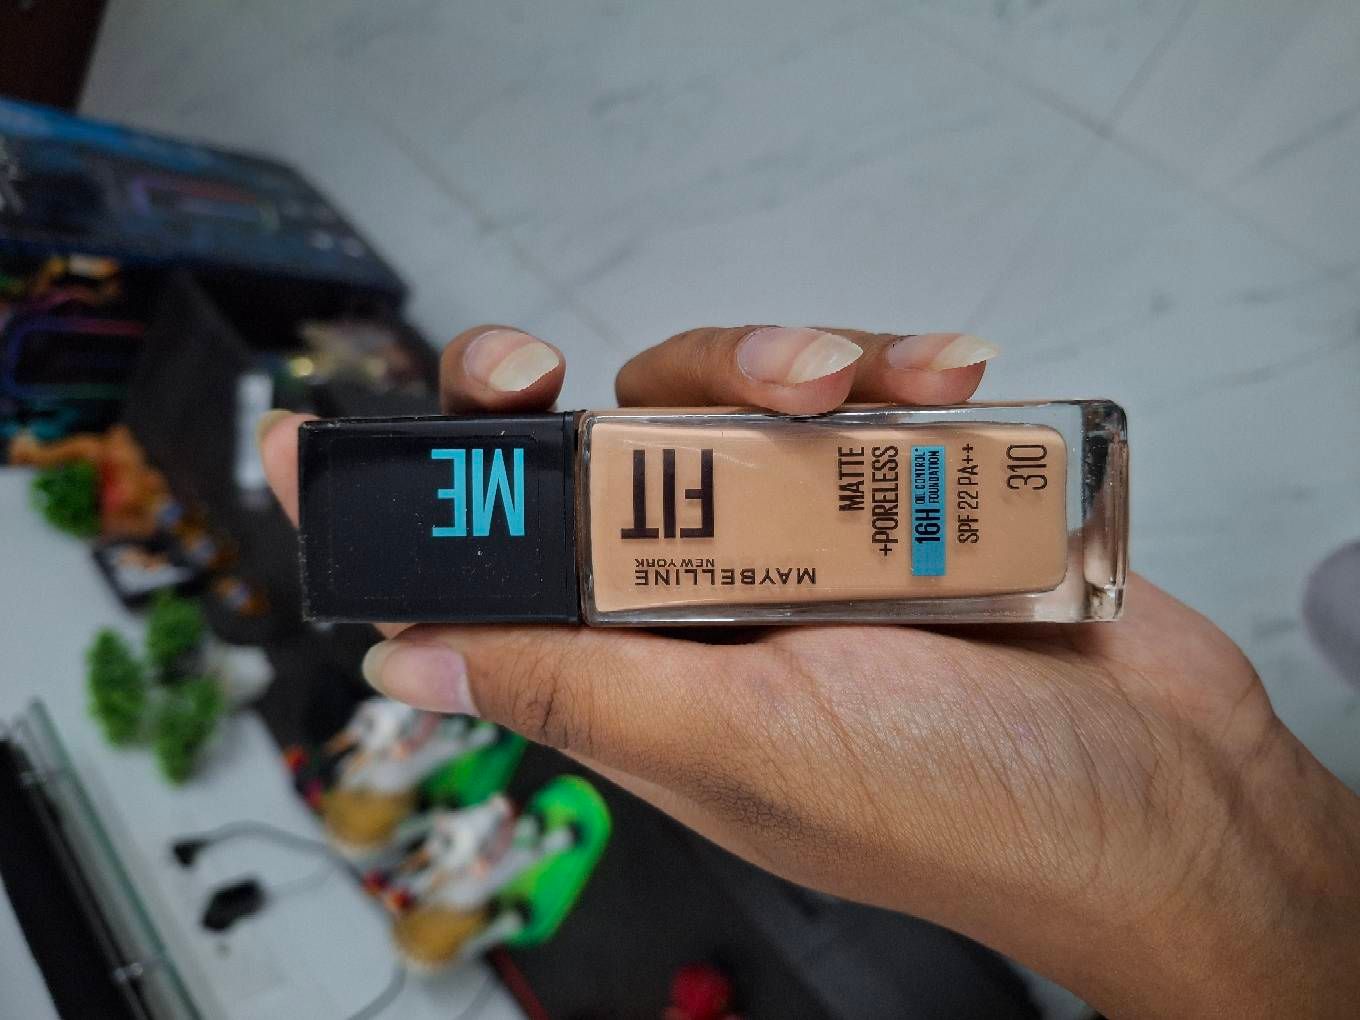 FIT
ME
MAYBELLINE
NEW YORK
MATTE
+PORELESS
16H OIL CONTROL*
FOUNDATION
SPF 22 PA++
310